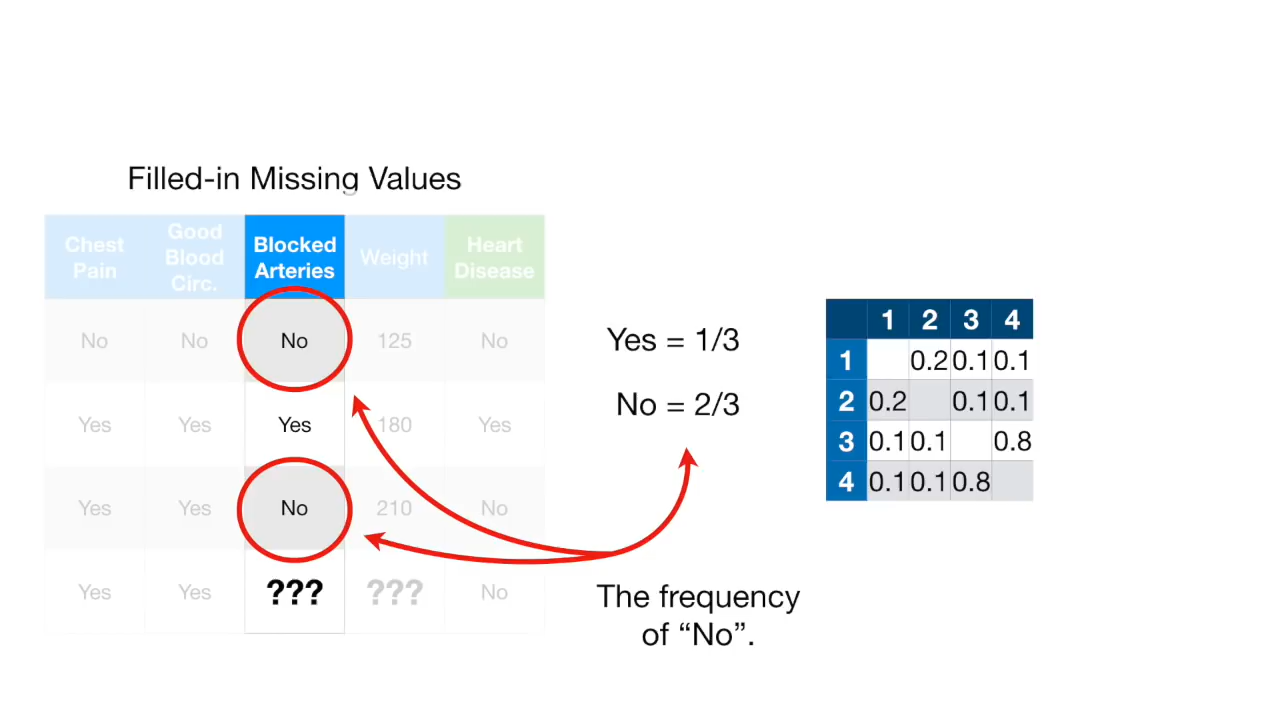 Filled-in Missing Values
Chest Pain Good Blood Circ. Blocked Arteries Weight Heart Disease
No No No 125 No
Yes Yes Yes 180 Yes
Yes Yes No 210 No
Yes Yes ??? ??? No
Yes = 1/3
No = 2/3
The frequency
of “No”.
1 2 3 4
1 0.2 0.1 0.1
2 0.2 0.1 0.1
3 0.1 0.1 0.8
4 0.1 0.1 0.8